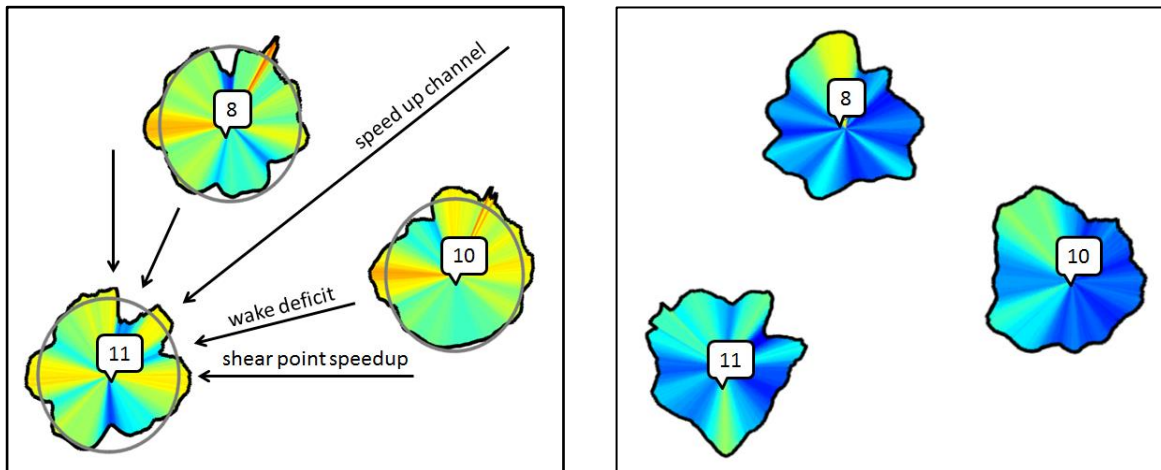 8
speed up channel
10
wake deficit
shear point speedup
11
8
10
11